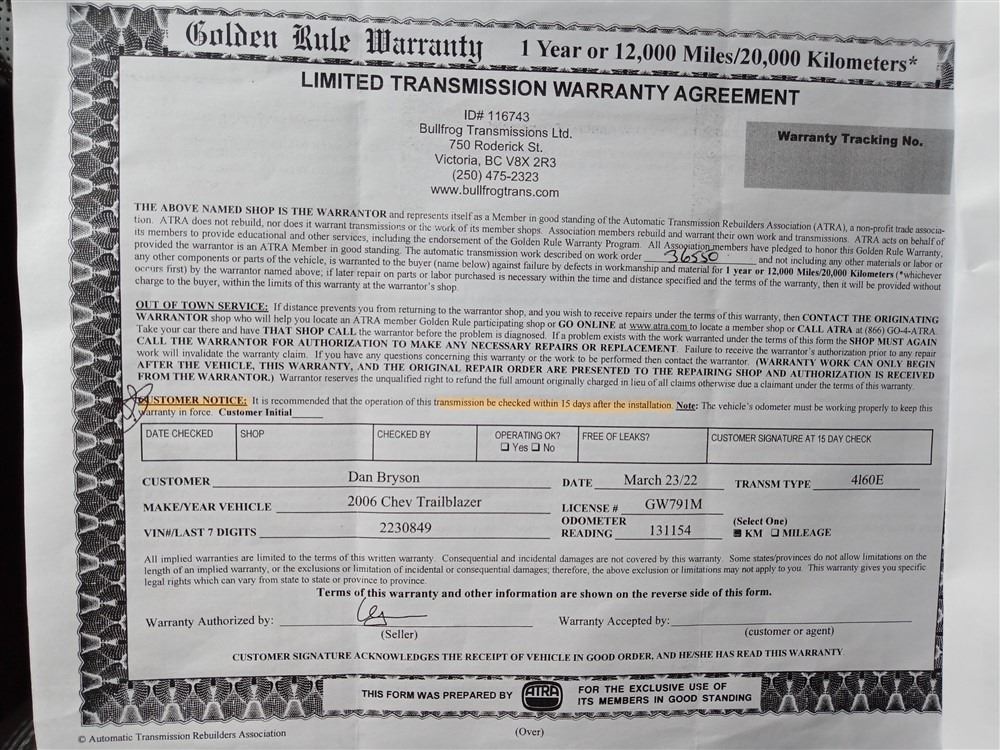 Golden Rule Warranty 1 Year or 12,000 Miles/20,000 Kilometers*
LIMITED TRANSMISSION WARRANTY AGREEMENT
ID# 116743
Bullfrog Transmissions Ltd.
750 Roderick St.
Victoria, BC V8X 2R3
(250) 475-2323
www.bullfrogtrans.com
Warranty Tracking No.
THE ABOVE NAMED SHOP IS THE WARRANTOR and represents itself as a Member in good standing of the Automatic Transmission Rebuilders Association (ATRA), a non-profit trade associa-
tion. ATRA does not rebuild, nor does it warrant transmissions or the work of its member shops. Association members rebuild and warrant their own work and transmissions. ATRA acts on behalf of
its members to provide educational and other services, including the endorsement of the Golden Rule Warranty Program. All Association members have pledged to honor this Golden Rule Warranty,
provided the warrantor is an ATRA Member in good standing. The automatic transmission work described on work order 36550 and not including any other materials or labor or
any other components or parts of the vehicle, is warranted to the buyer (name below) against failure by defects in workmanship and material for 1 year or 12,000 Miles/20,000 Kilometers (*whichever
occurs first) by the warrantor named above; if later repair on parts or labor purchased is necessary within the time and distance specified and the terms of the warranty, then it will be provided without
charge to the buyer, within the limits of this warranty at the warrantor's shop.
OUT OF TOWN SERVICE: If distance prevents you from returning to the warrantor shop, and you wish to receive repairs under the terms of this warranty, then CONTACT THE ORIGINATING
WARRANTOR shop who will help you locate an ATRA member Golden Rule participating shop or GO ONLINE at www.atra.com to locate a member shop or CALL ATRA at (866) GO-4-ATRA.
Take your car there and have THAT SHOP CALL the warrantor before the problem is diagnosed. If a problem exists with the work warranted under the terms of this form the SHOP MUST AGAIN
CALL THE WARRANTOR FOR AUTHORIZATION TO MAKE ANY NECESSARY REPAIRS OR REPLACEMENT. Failure to receive the warrantor's authorization prior to any repair
work will invalidate the warranty claim. If you have any questions concerning this warranty or the work to be performed then contact the warrantor. (WARRANTY WORK CAN ONLY BEGIN
AFTER THE VEHICLE, THIS WARRANTY, AND THE ORIGINAL REPAIR ORDER ARE PRESENTED TO THE REPAIRING SHOP AND AUTHORIZATION IS RECEIVED
FROM THE WARRANTOR.) Warrantor reserves the unqualified right to refund the full amount originally charged in lieu of all claims otherwise due a claimant under the terms of this warranty.
CUSTOMER NOTICE: It is recommended that the operation of this transmission be checked within 15 days after the installation. Note: The vehicle's odometer must be working properly to keep this
warranty in force. Customer Initial
DATE CHECKED SHOP CHECKED BY OPERATING OK? FREE OF LEAKS? CUSTOMER SIGNATURE AT 15 DAY CHECK
☐ Yes ☐ No
CUSTOMER Dan Bryson DATE March 23/22 TRANSM TYPE 4160E
MAKE/YEAR VEHICLE 2006 Chev Trailblazer LICENSE # GW791M
VIN#/LAST 7 DIGITS 2230849 ODOMETER READING 131154 (Select One)
■ KM ☐ MILEAGE
All implied warranties are limited to the terms of this written warranty. Consequential and incidental damages are not covered by this warranty. Some states/provinces do not allow limitations on the
length of an implied warranty, or the exclusions or limitation of incidental or consequential damages; therefore, the above exclusion or limitations may not apply to you. This warranty gives you specific
legal rights which can vary from state to state or province to province.
Terms of this warranty and other information are shown on the reverse side of this form.
Warranty Authorized by: Warranty Accepted by:
(Seller) (customer or agent)
CUSTOMER SIGNATURE ACKNOWLEDGES THE RECEIPT OF VEHICLE IN GOOD ORDER, AND HE/SHE HAS READ THIS WARRANTY.
THIS FORM WAS PREPARED BY ATRA FOR THE EXCLUSIVE USE OF
ITS MEMBERS IN GOOD STANDING
© Automatic Transmission Rebuilders Association (Over)